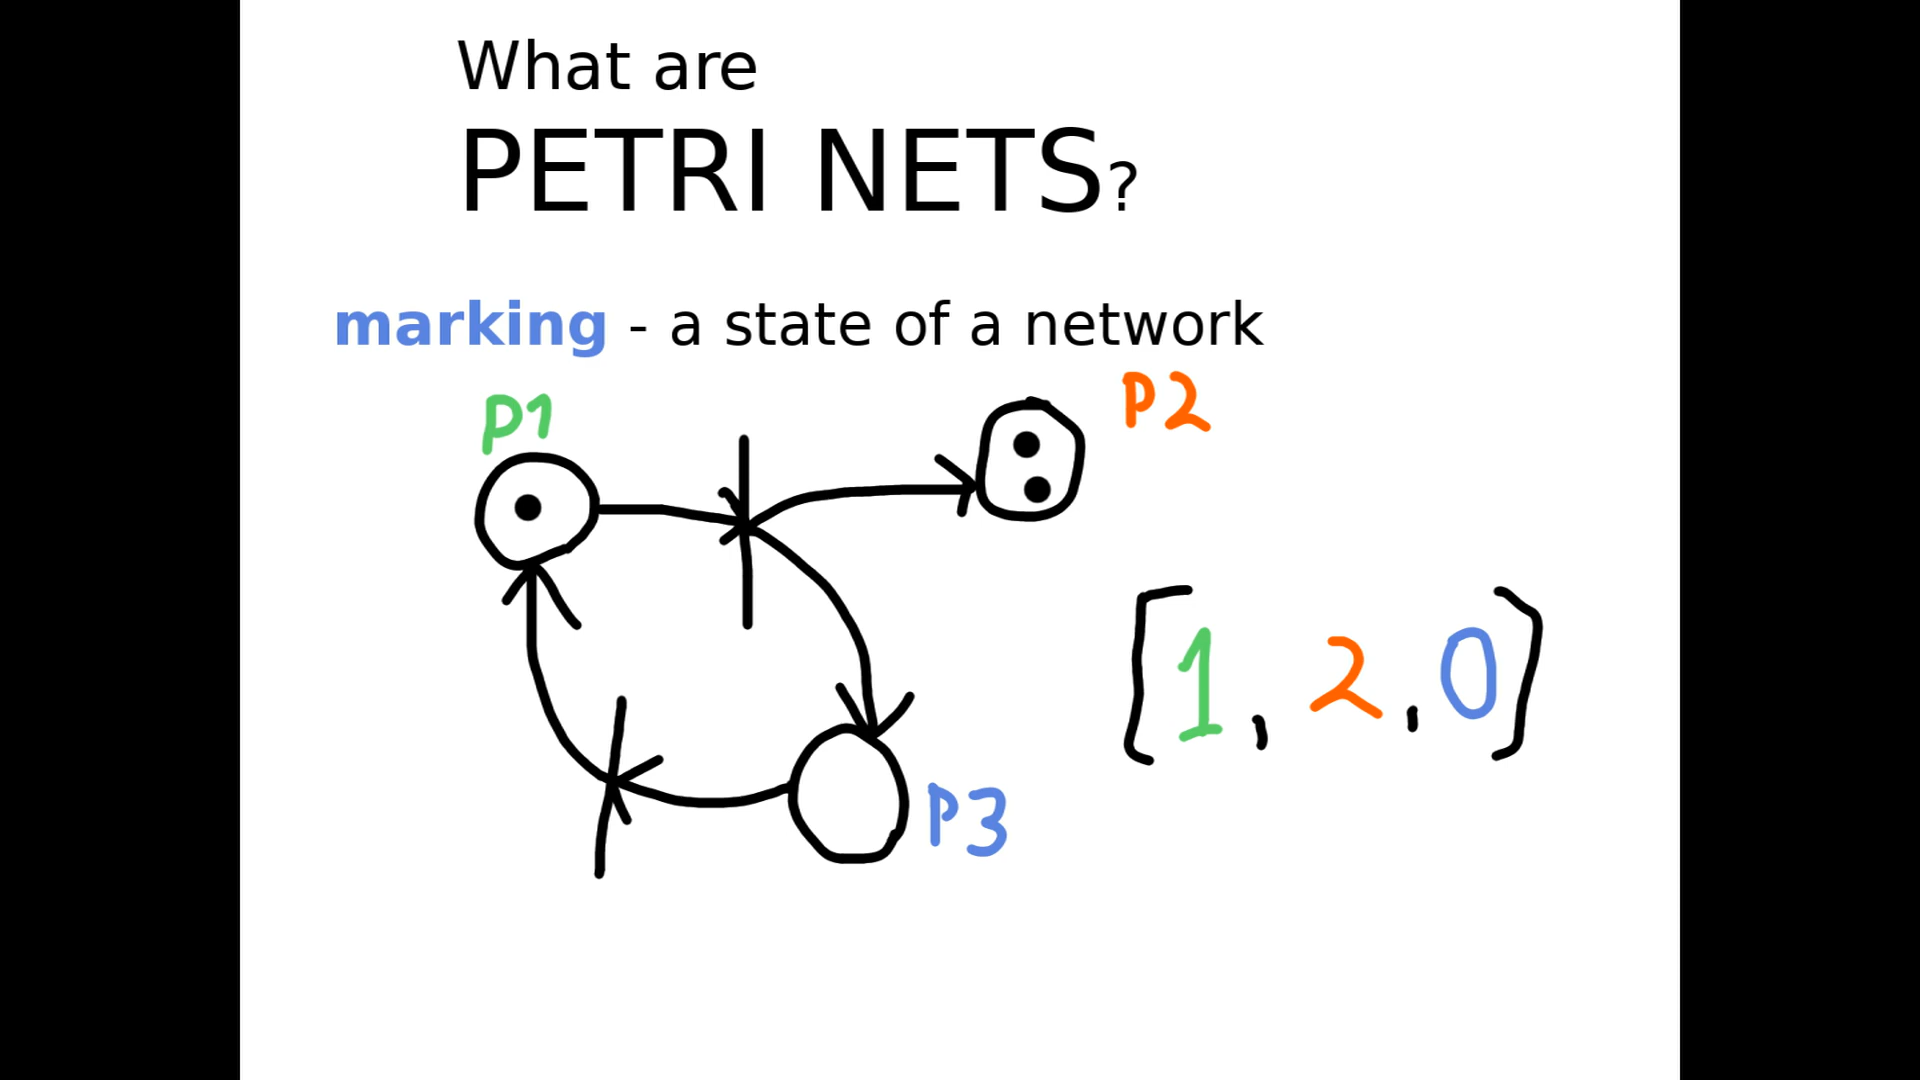 What are
PETRI NETS?
marking - a state of a network
P1
P2
[1, 2, 0]
P3